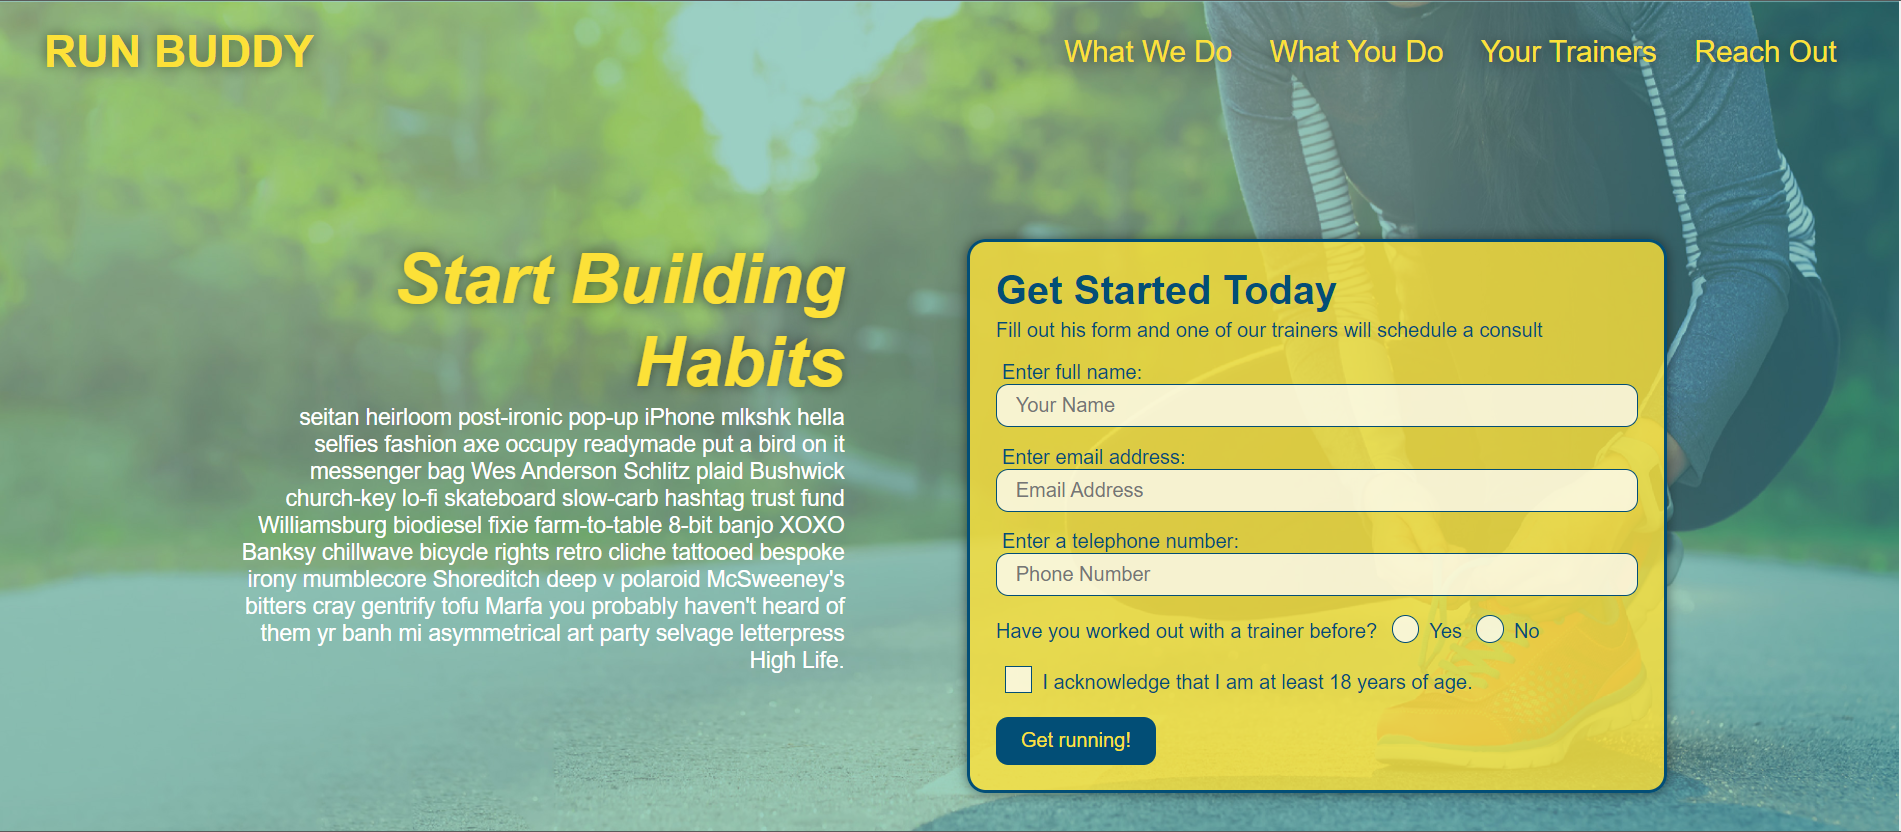 RUN BUDDY
What We Do What You Do Your Trainers Reach Out
Start Building
Habits
seitan heirloom post-ironic pop-up iPhone mlkshk hella
selfies fashion axe occupy readymade put a bird on it
messenger bag Wes Anderson Schlitz plaid Bushwick
church-key lo-fi skateboard slow-carb hashtag trust fund
Williamsburg biodiesel fixie farm-to-table 8-bit banjo XOXO
Banksy chillwave bicycle rights retro cliche tattooed bespoke
irony mumblecore Shoreditch deep v polaroid McSweeney's
bitters cray gentrify tofu Marfa you probably haven't heard of
them yr banh mi asymmetrical art party selvage letterpress
High Life.
Get Started Today
Fill out his form and one of our trainers will schedule a consult
Enter full name:
Your Name
Enter email address:
Email Address
Enter a telephone number:
Phone Number
Have you worked out with a trainer before? Yes No
I acknowledge that I am at least 18 years of age.
Get running!